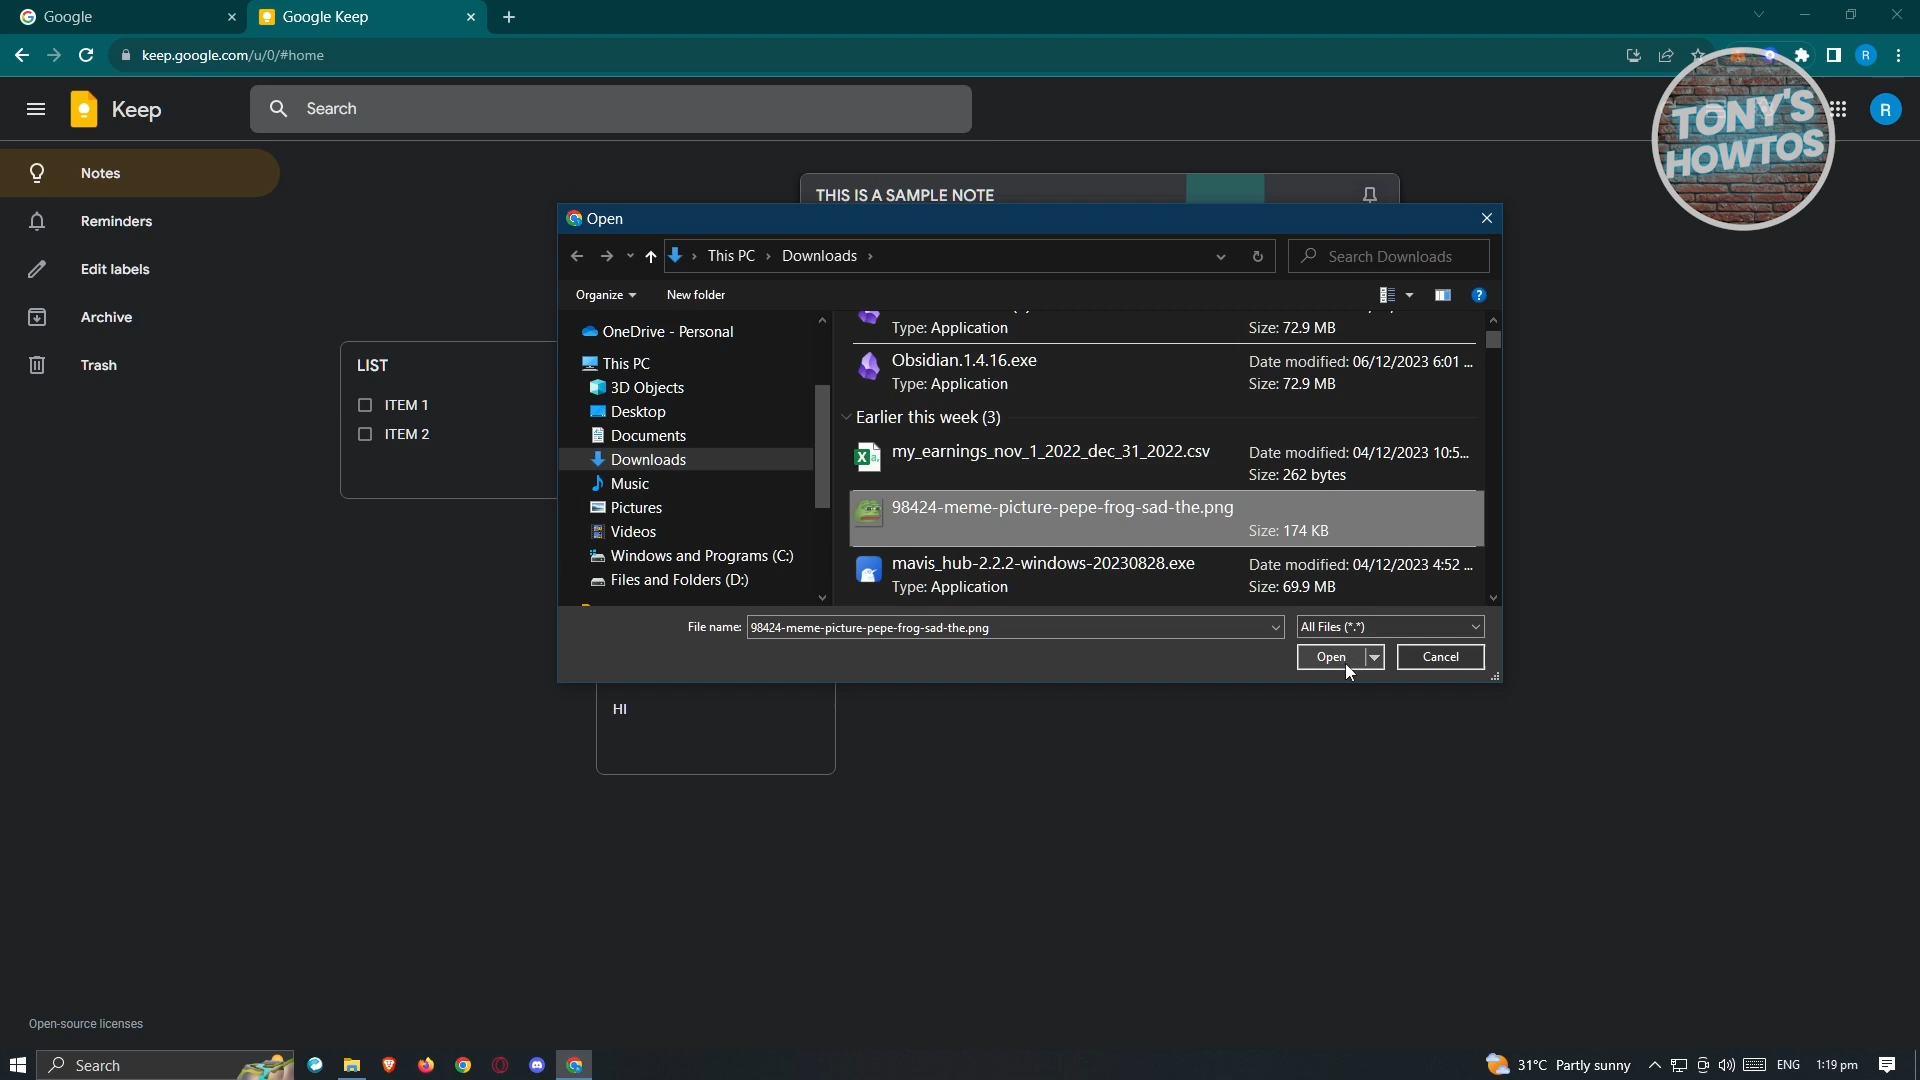 Google
Google Keep
keep.google.com/u/0/#home
R
Keep
Search
R
TONY'S
HOWTOS
Notes
Reminders
Edit labels
Archive
Trash
THIS IS A SAMPLE NOTE
LIST
ITEM 1
ITEM 2
Open
This PC
Downloads
Search Downloads
Organize
New folder
OneDrive - Personal
This PC
3D Objects
Desktop
Documents
Downloads
Music
Pictures
Videos
Windows and Programs (C:)
Files and Folders (D:)
Type: Application Size: 72.9 MB
Obsidian.1.4.16.exe Date modified: 06/12/2023 6:01 ...
Type: Application Size: 72.9 MB
Earlier this week (3)
my_earnings_nov_1_2022_dec_31_2022.csv Date modified: 04/12/2023 10:5...
Size: 262 bytes
98424-meme-picture-pepe-frog-sad-the.png
Size: 174 KB
mavis_hub-2.2.2-windows-20230828.exe Date modified: 04/12/2023 4:52 ...
Type: Application Size: 69.9 MB
File name: 98424-meme-picture-pepe-frog-sad-the.png All Files (*.*)
Open Cancel
HI
Open-source licenses
Search
31°C Partly sunny ENG 1:19 pm